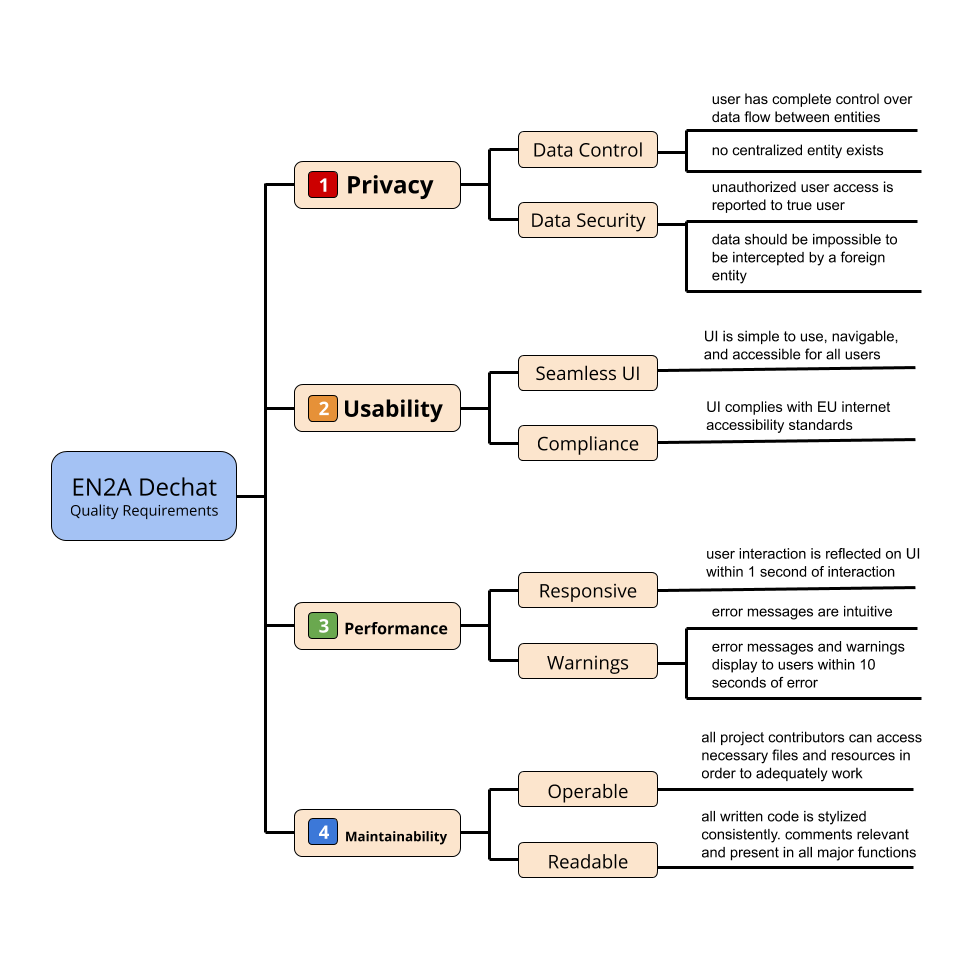 EN2A Dechat
Quality Requirements
1 Privacy
Data Control
user has complete control over
data flow between entities
no centralized entity exists
Data Security
unauthorized user access is
reported to true user
data should be impossible to
be intercepted by a foreign
entity
2 Usability
Seamless UI
UI is simple to use, navigable,
and accessible for all users
Compliance
UI complies with EU internet
accessibility standards
3 Performance
Responsive
user interaction is reflected on UI
within 1 second of interaction
Warnings
error messages are intuitive
error messages and warnings
display to users within 10
seconds of error
4 Maintainability
Operable
all project contributors can access
necessary files and resources in
order to adequately work
Readable
all written code is stylized
consistently. comments relevant
and present in all major functions